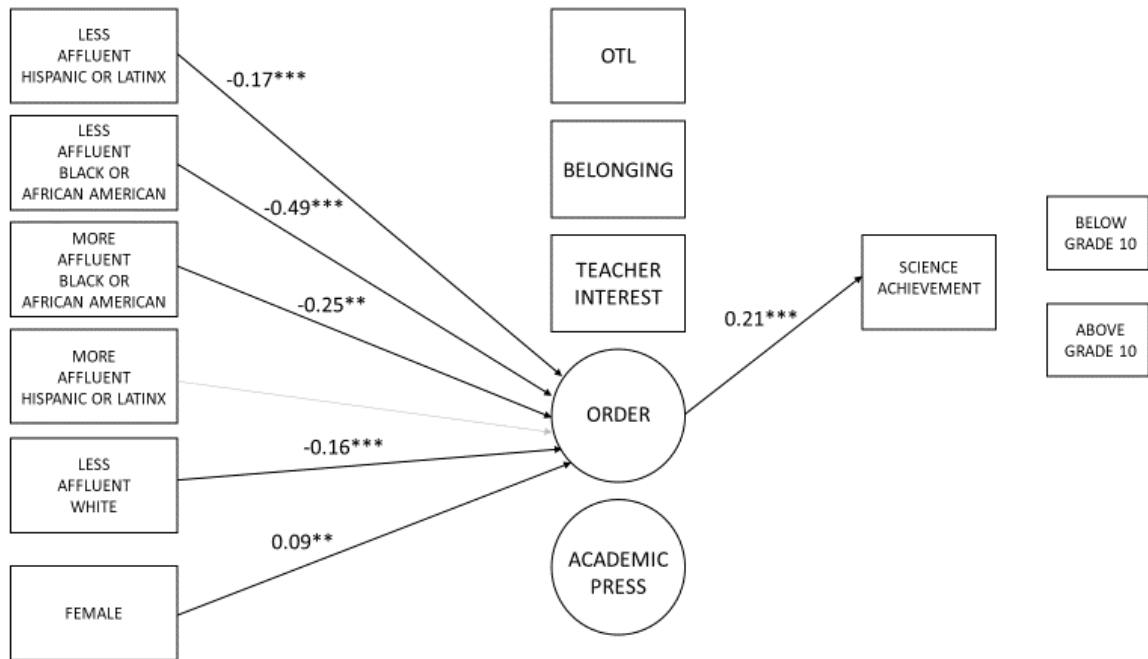 LESS
AFFLUENT
HISPANIC OR LATINX
LESS
AFFLUENT
BLACK OR
AFRICAN AMERICAN
MORE
AFFLUENT
BLACK OR
AFRICAN AMERICAN
MORE
AFFLUENT
HISPANIC OR LATINX
LESS
AFFLUENT
WHITE
FEMALE
-0.17***
-0.49***
-0.25**
-0.16***
0.09**
OTL
BELONGING
TEACHER
INTEREST
ORDER
ACADEMIC
PRESS
0.21***
SCIENCE
ACHIEVEMENT
BELOW
GRADE 10
ABOVE
GRADE 10